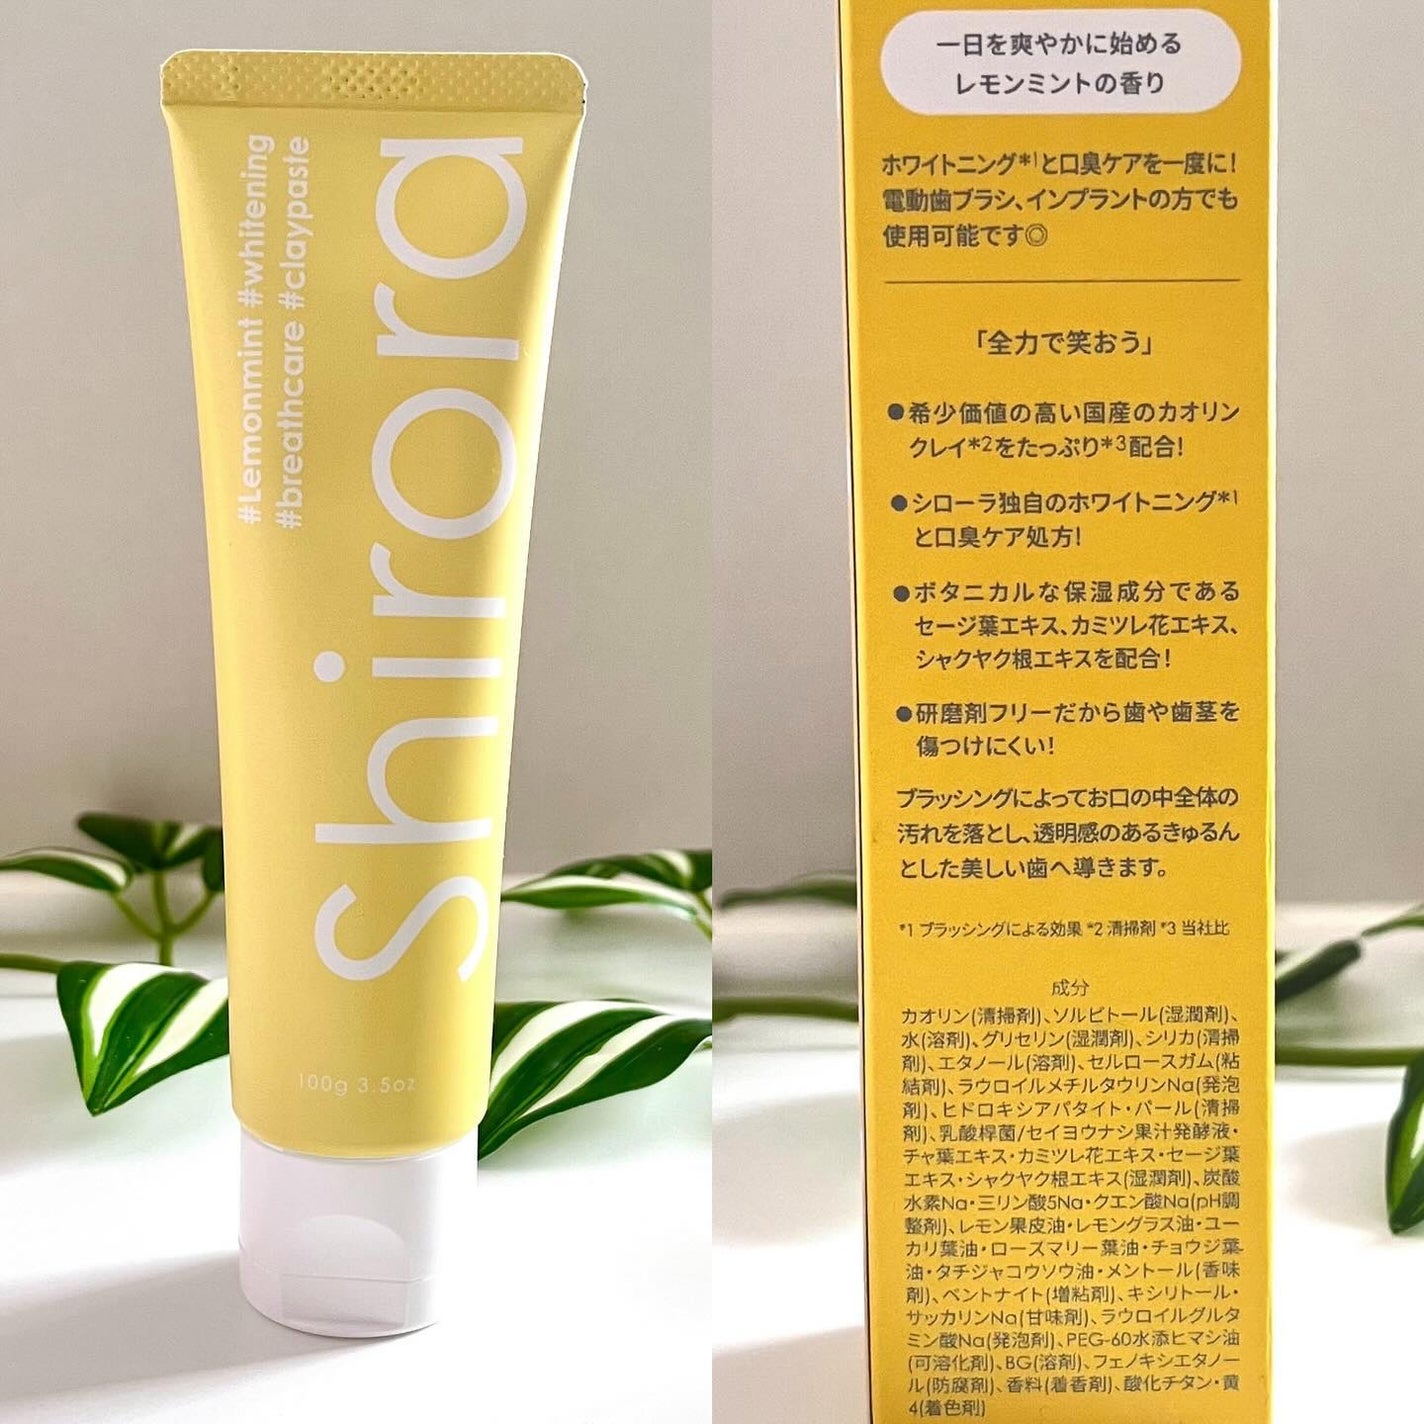 #Lemonmint #whitening
#breathcare #claypaste
Shirora
100g 3.5oz
一日を爽やかに始める
レモンミントの香り
ホワイトニング*1と口臭ケアを一度に!
電動歯ブラシ、インプラントの方でも
使用可能です◎
「全力で笑おう」
●希少価値の高い国産のカオリン
クレイ*2をたっぷり*3配合!
●シローラ独自のホワイトニング*1
と口臭ケア処方!
●ボタニカルな保湿成分である
セージ葉エキス、カミツレ花エキス、
シャクヤク根エキスを配合!
●研磨剤フリーだから歯や歯茎を
傷つけにくい!
ブラッシングによってお口の中全体の
汚れを落とし、透明感のあるきゅるん
とした美しい歯へ導きます。
*1 ブラッシングによる効果 *2 清掃剤 *3 当社比
成分
カオリン(清掃剤)、ソルビトール(湿潤剤)、
水(溶剤)、グリセリン(湿潤剤)、シリカ(清掃
剤)、エタノール(溶剤)、セルロースガム(粘
結剤)、ラウロイルメチルタウリンNa(発泡
剤)、ヒドロキシアパタイト・パール(清掃
剤)、乳酸桿菌/セイヨウナシ果汁発酵液・
チャ葉エキス・カミツレ花エキス・セージ葉
エキス・シャクヤク根エキス(湿潤剤)、炭酸
水素Na・三リン酸5Na・クエン酸Na(pH調
整剤)、レモン果皮油・レモングラス油・ユー
カリ葉油・ローズマリー葉油・チョウジ葉
油・タチジャコウソウ油・メントール(香味
剤)、ベントナイト(増粘剤)、キシリトール・
サッカリンNa(甘味剤)、ラウロイルグルタ
ミン酸Na(発泡剤)、PEG-60水添ヒマシ油
(可溶化剤)、BG(溶剤)、フェノキシエタノー
ル(防腐剤)、香料(着香剤)、酸化チタン・黄
4(着色剤)